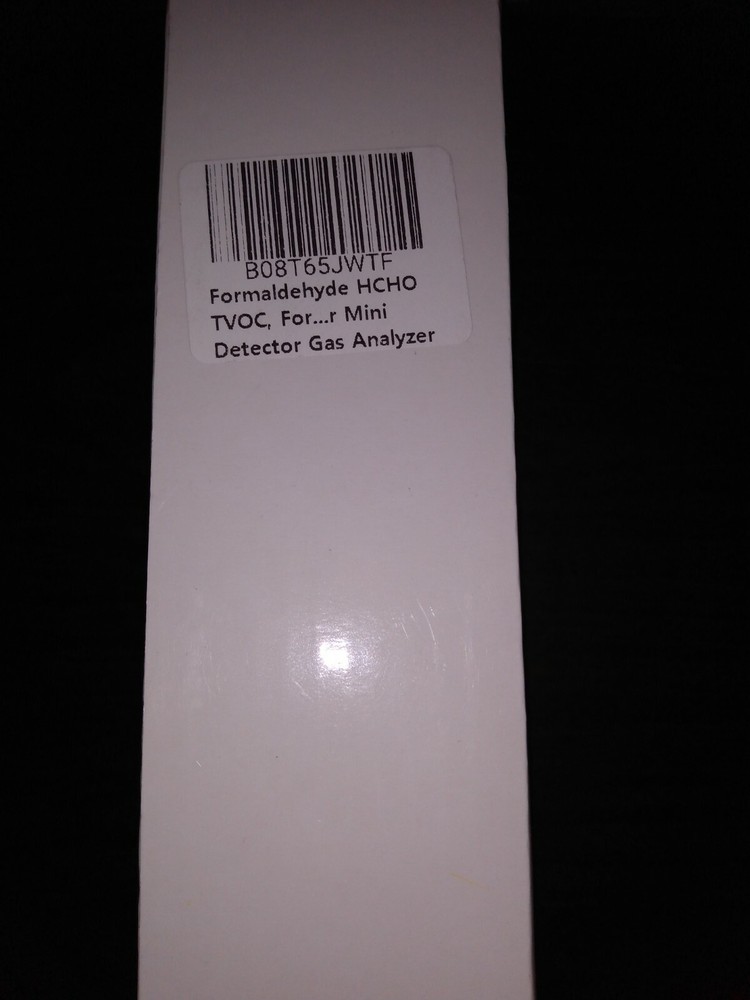 B08T65JWTF
Formaldehyde HCHO
TVOC, For...r Mini
Detector Gas Analyzer